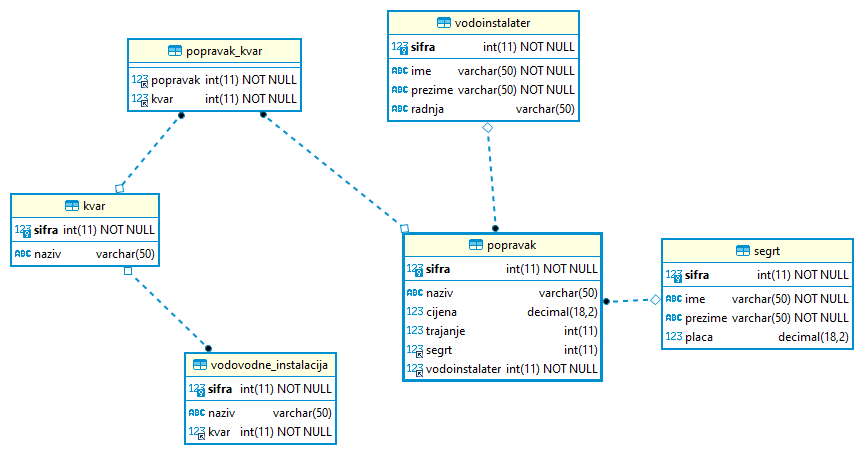 vodoinstalater
sifra int(11) NOT NULL
ime varchar(50) NOT NULL
prezime varchar(50) NOT NULL
radnja varchar(50)
popravak_kvar
popravak int(11) NOT NULL
kvar int(11) NOT NULL
kvar
sifra int(11) NOT NULL
naziv varchar(50)
popravak
sifra int(11) NOT NULL
naziv varchar(50)
cijena decimal(18,2)
trajanje int(11)
segrt int(11)
vodoinstalater int(11) NOT NULL
segrt
sifra int(11) NOT NULL
ime varchar(50) NOT NULL
prezime varchar(50) NOT NULL
placa decimal(18,2)
vodovodne_instalacija
sifra int(11) NOT NULL
naziv varchar(50)
kvar int(11) NOT NULL